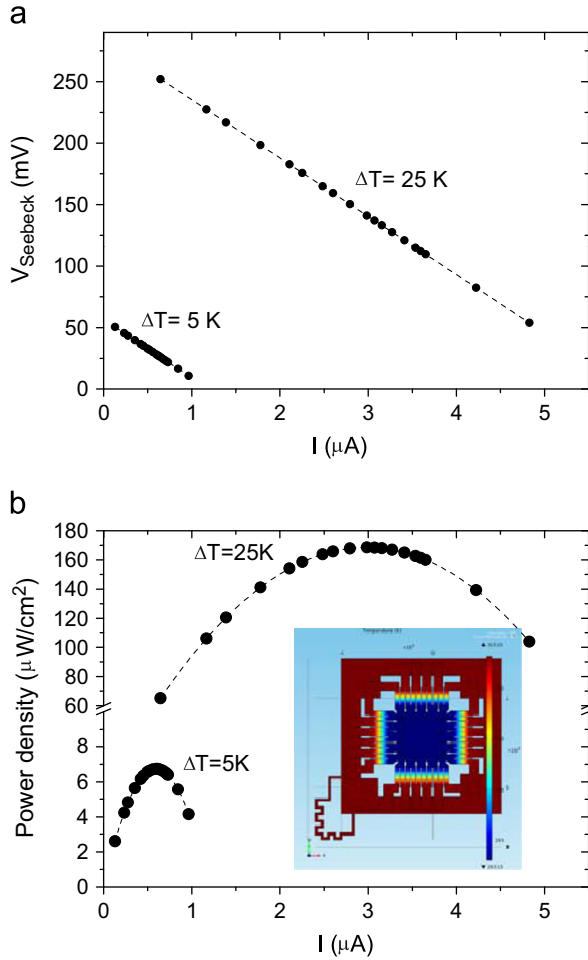 a
250
200
150
100
50
0
V_Seebeck (mV)
ΔT= 25 K
ΔT= 5 K
0 1 2 3 4 5
I (μA)
b
180
160
140
120
100
80
60
8
6
4
2
0
Power density (μW/cm²)
ΔT=25K
ΔT=5K
0 1 2 3 4 5
I (μA)